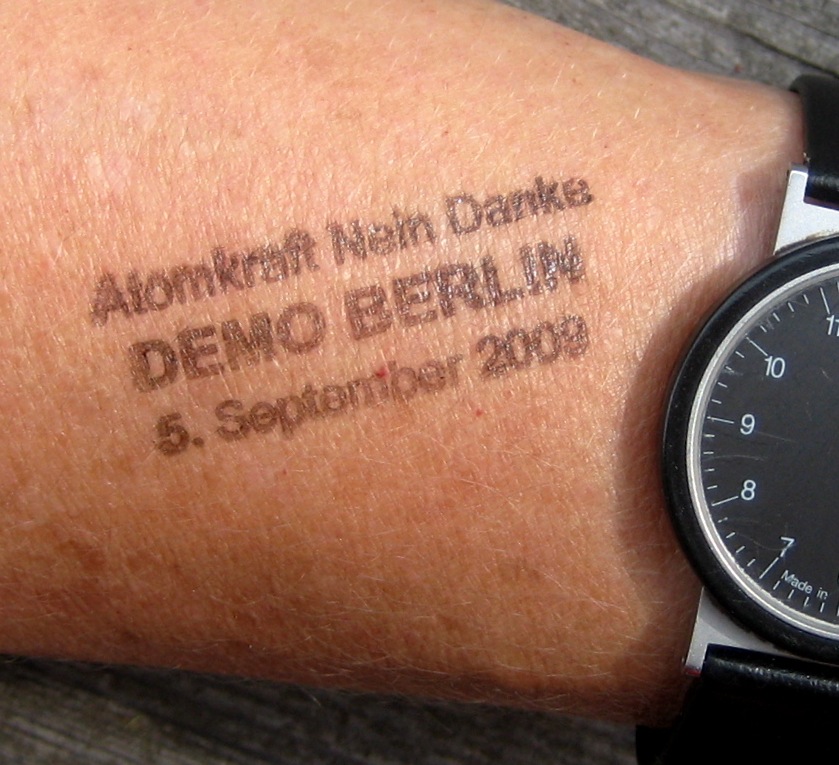 Atomkraft Nein Danke
DEMO BERLIN
5. September 2009
11
10
9
8
7
Made in